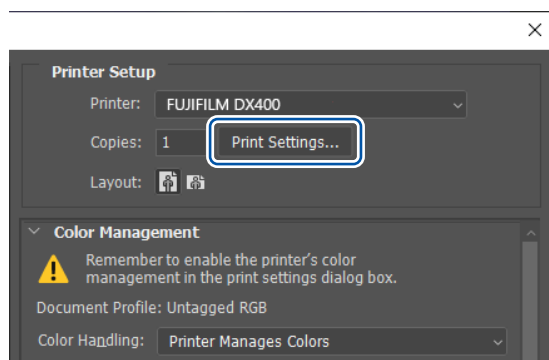 Printer Setup
Printer: FUJIFILM DX400
Copies: 1 Print Settings...
Layout:
Color Management
Remember to enable the printer's color
management in the print settings dialog box.
Document Profile: Untagged RGB
Color Handling: Printer Manages Colors